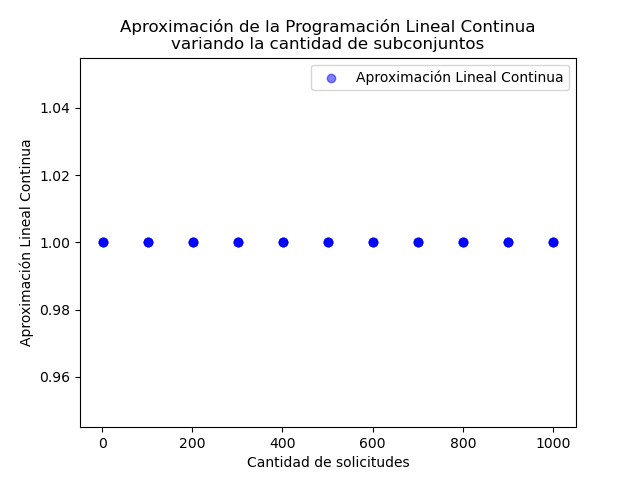 Aproximación de la Programación Lineal Continua
variando la cantidad de subconjuntos
Aproximación Lineal Continua
Aproximación Lineal Continua
1.04
1.02
1.00
0.98
0.96
0 200 400 600 800 1000
Cantidad de solicitudes